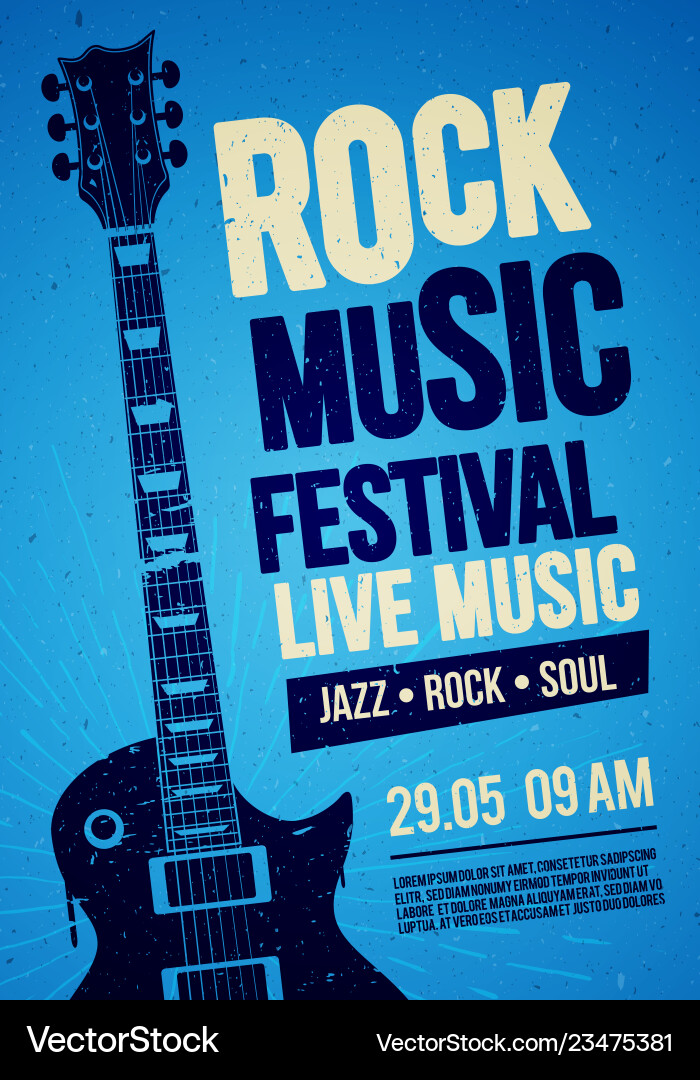 ROCK
MUSIC
FESTIVAL
LIVE MUSIC
JAZZ • ROCK • SOUL
29.05 09 AM
LOREM IPSUM DOLOR SIT AMET, CONSETETUR SADIPSCING
ELITR, SED DIAM NONUMY EIRMOD TEMPOR INVIDUNT UT
LABORE ET DOLORE MAGNA ALIQUYAM ERAT, SED DIAM VO
LUPTUA. AT VERO EOS ET ACCUSAM ET JUSTO DUO DOLORES
VectorStock®
VectorStock.com/23475381